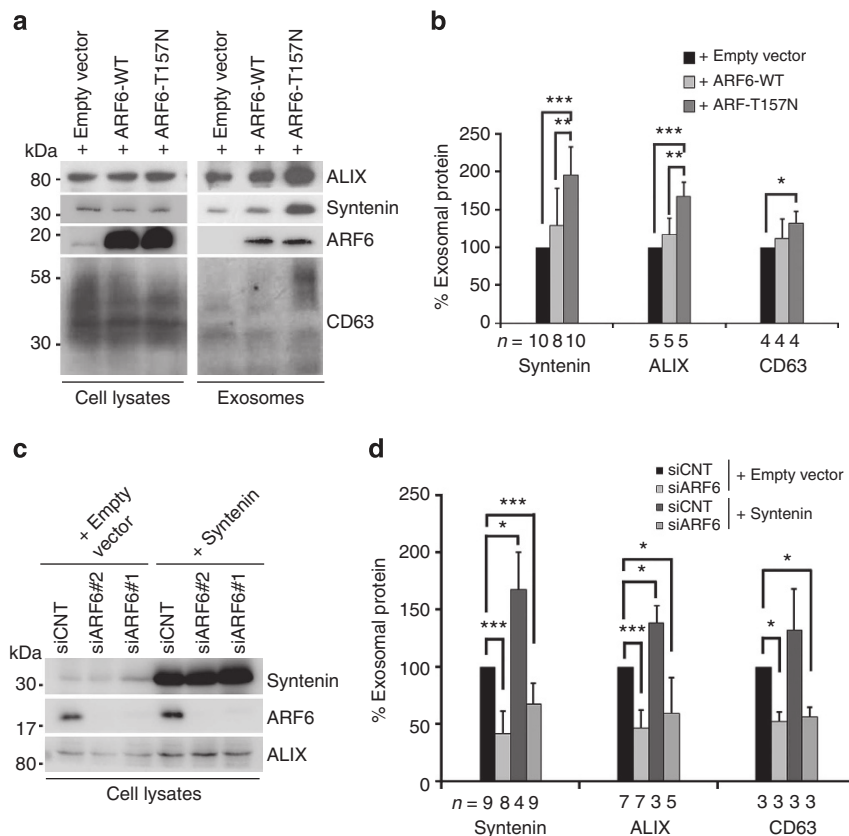 a
+ Empty vector
+ ARF6-WT
+ ARF6-T157N
+ Empty vector
+ ARF6-WT
+ ARF6-T157N
kDa
80
ALIX
30
Syntenin
20
ARF6
58
CD63
30
Cell lysates
Exosomes
b
+ Empty vector
+ ARF6-WT
+ ARF-T157N
% Exosomal protein
250
200
150
100
50
0
***
**
***
**
*
n = 10 8 10
5 5 5
4 4 4
Syntenin
ALIX
CD63
c
+ Empty
vector
+ Syntenin
siCNT
siARF6#2
siARF6#1
siCNT
siARF6#2
siARF6#1
kDa
30
Syntenin
17
ARF6
80
ALIX
Cell lysates
d
siCNT
siARF6
+ Empty vector
siCNT
siARF6
+ Syntenin
% Exosomal protein
250
200
150
100
50
0
***
*
***
*
*
***
*
*
n = 9 8 4 9
7 7 3 5
3 3 3 3
Syntenin
ALIX
CD63